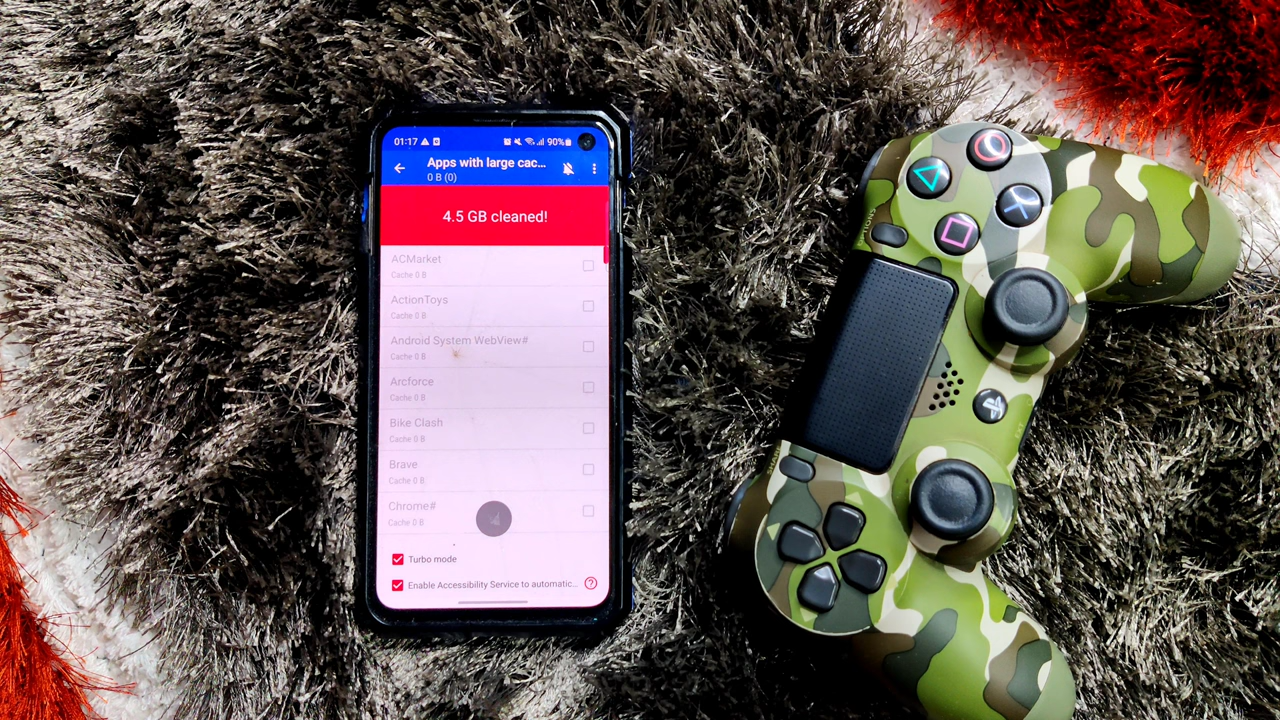 01:17 90%
Apps with large cac...
0 B (0)
4.5 GB cleaned!
ACMarket
Cache 0 B
ActionToys
Cache 0 B
Android System WebView#
Cache 0 B
Arcforce
Cache 0 B
Bike Clash
Cache 0 B
Brave
Cache 0 B
Chrome#
Cache 0 B
Turbo mode
Enable Accessibility Service to automatic...
OPTIONS